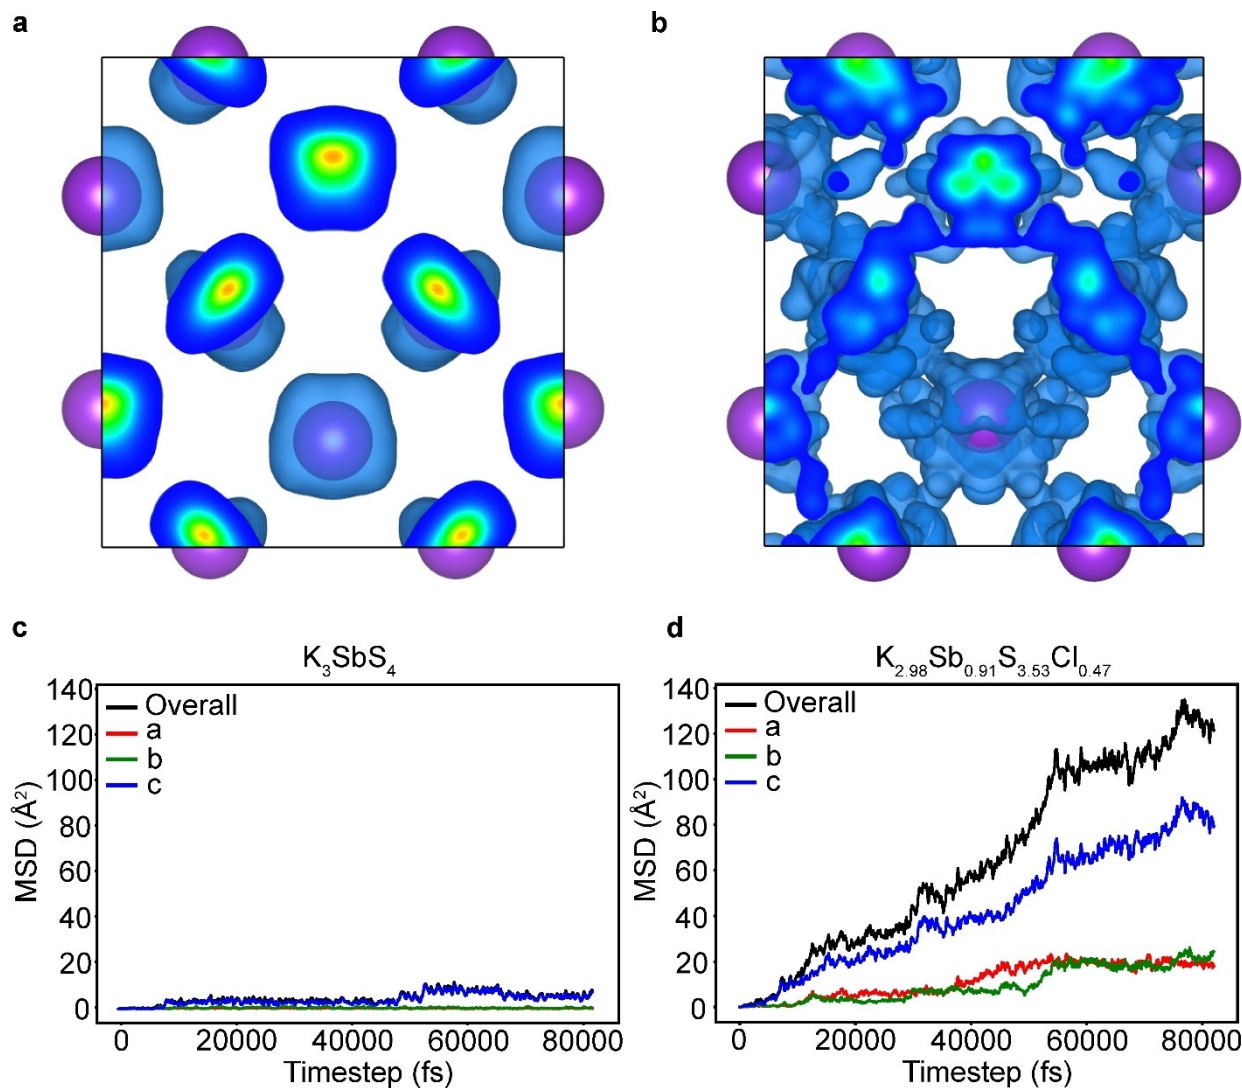 a
b
c
K₃SbS₄
140
120
100
80
60
40
20
0
MSD (Å²)
Overall
a
b
c
0 20000 40000 60000 80000
Timestep (fs)
d
K₂.₉₈Sb₀.₉₁S₃.₅₃Cl₀.₄₇
140
120
100
80
60
40
20
0
MSD (Å²)
Overall
a
b
c
0 20000 40000 60000 80000
Timestep (fs)